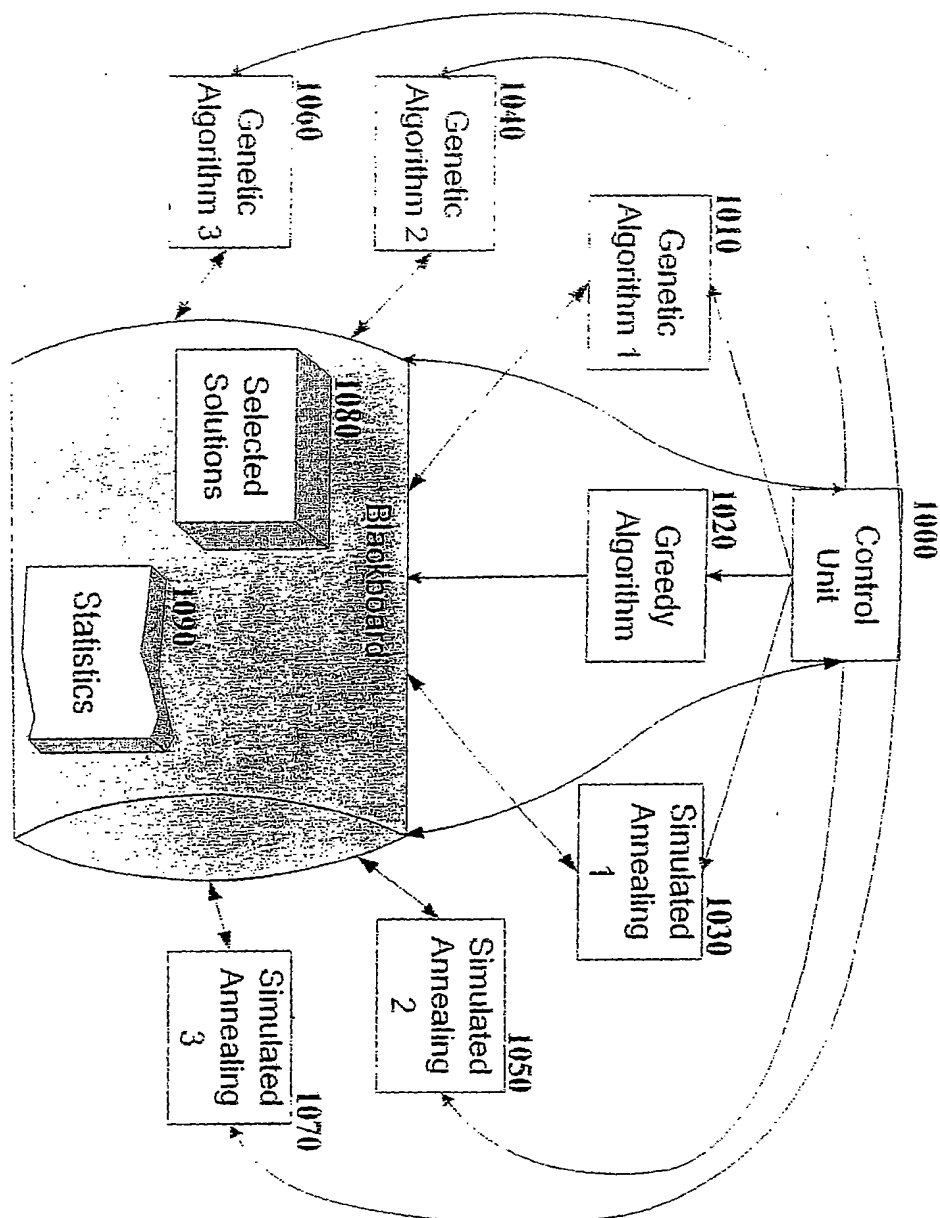 1000
Control
Unit
1010
Genetic
Algorithm 1
1020
Greedy
Algorithm
1030
Simulated
Annealing
1
1040
Genetic
Algorithm 2
Blackboard
1050
Simulated
Annealing
2
1060
Genetic
Algorithm 3
1080
Selected
Solutions
1090
Statistics
1070
Simulated
Annealing
3